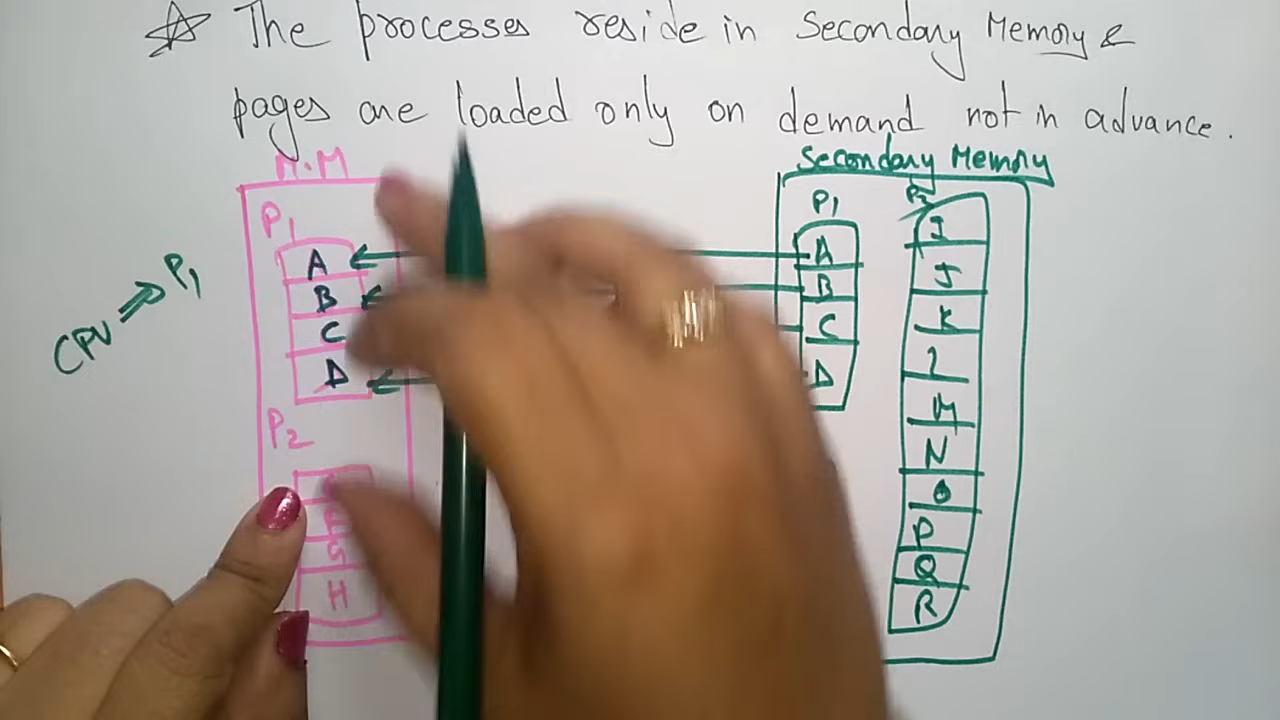 The processes reside in Secondary Memory &
pages are loaded only on demand not in advance.
M.M
Secondary Memory
P1
A
B
C
D
P2
G
H
CPU ⇒ P1
P1
A
B
C
D
P2
I
J
K
L
M
N
O
P
Q
R